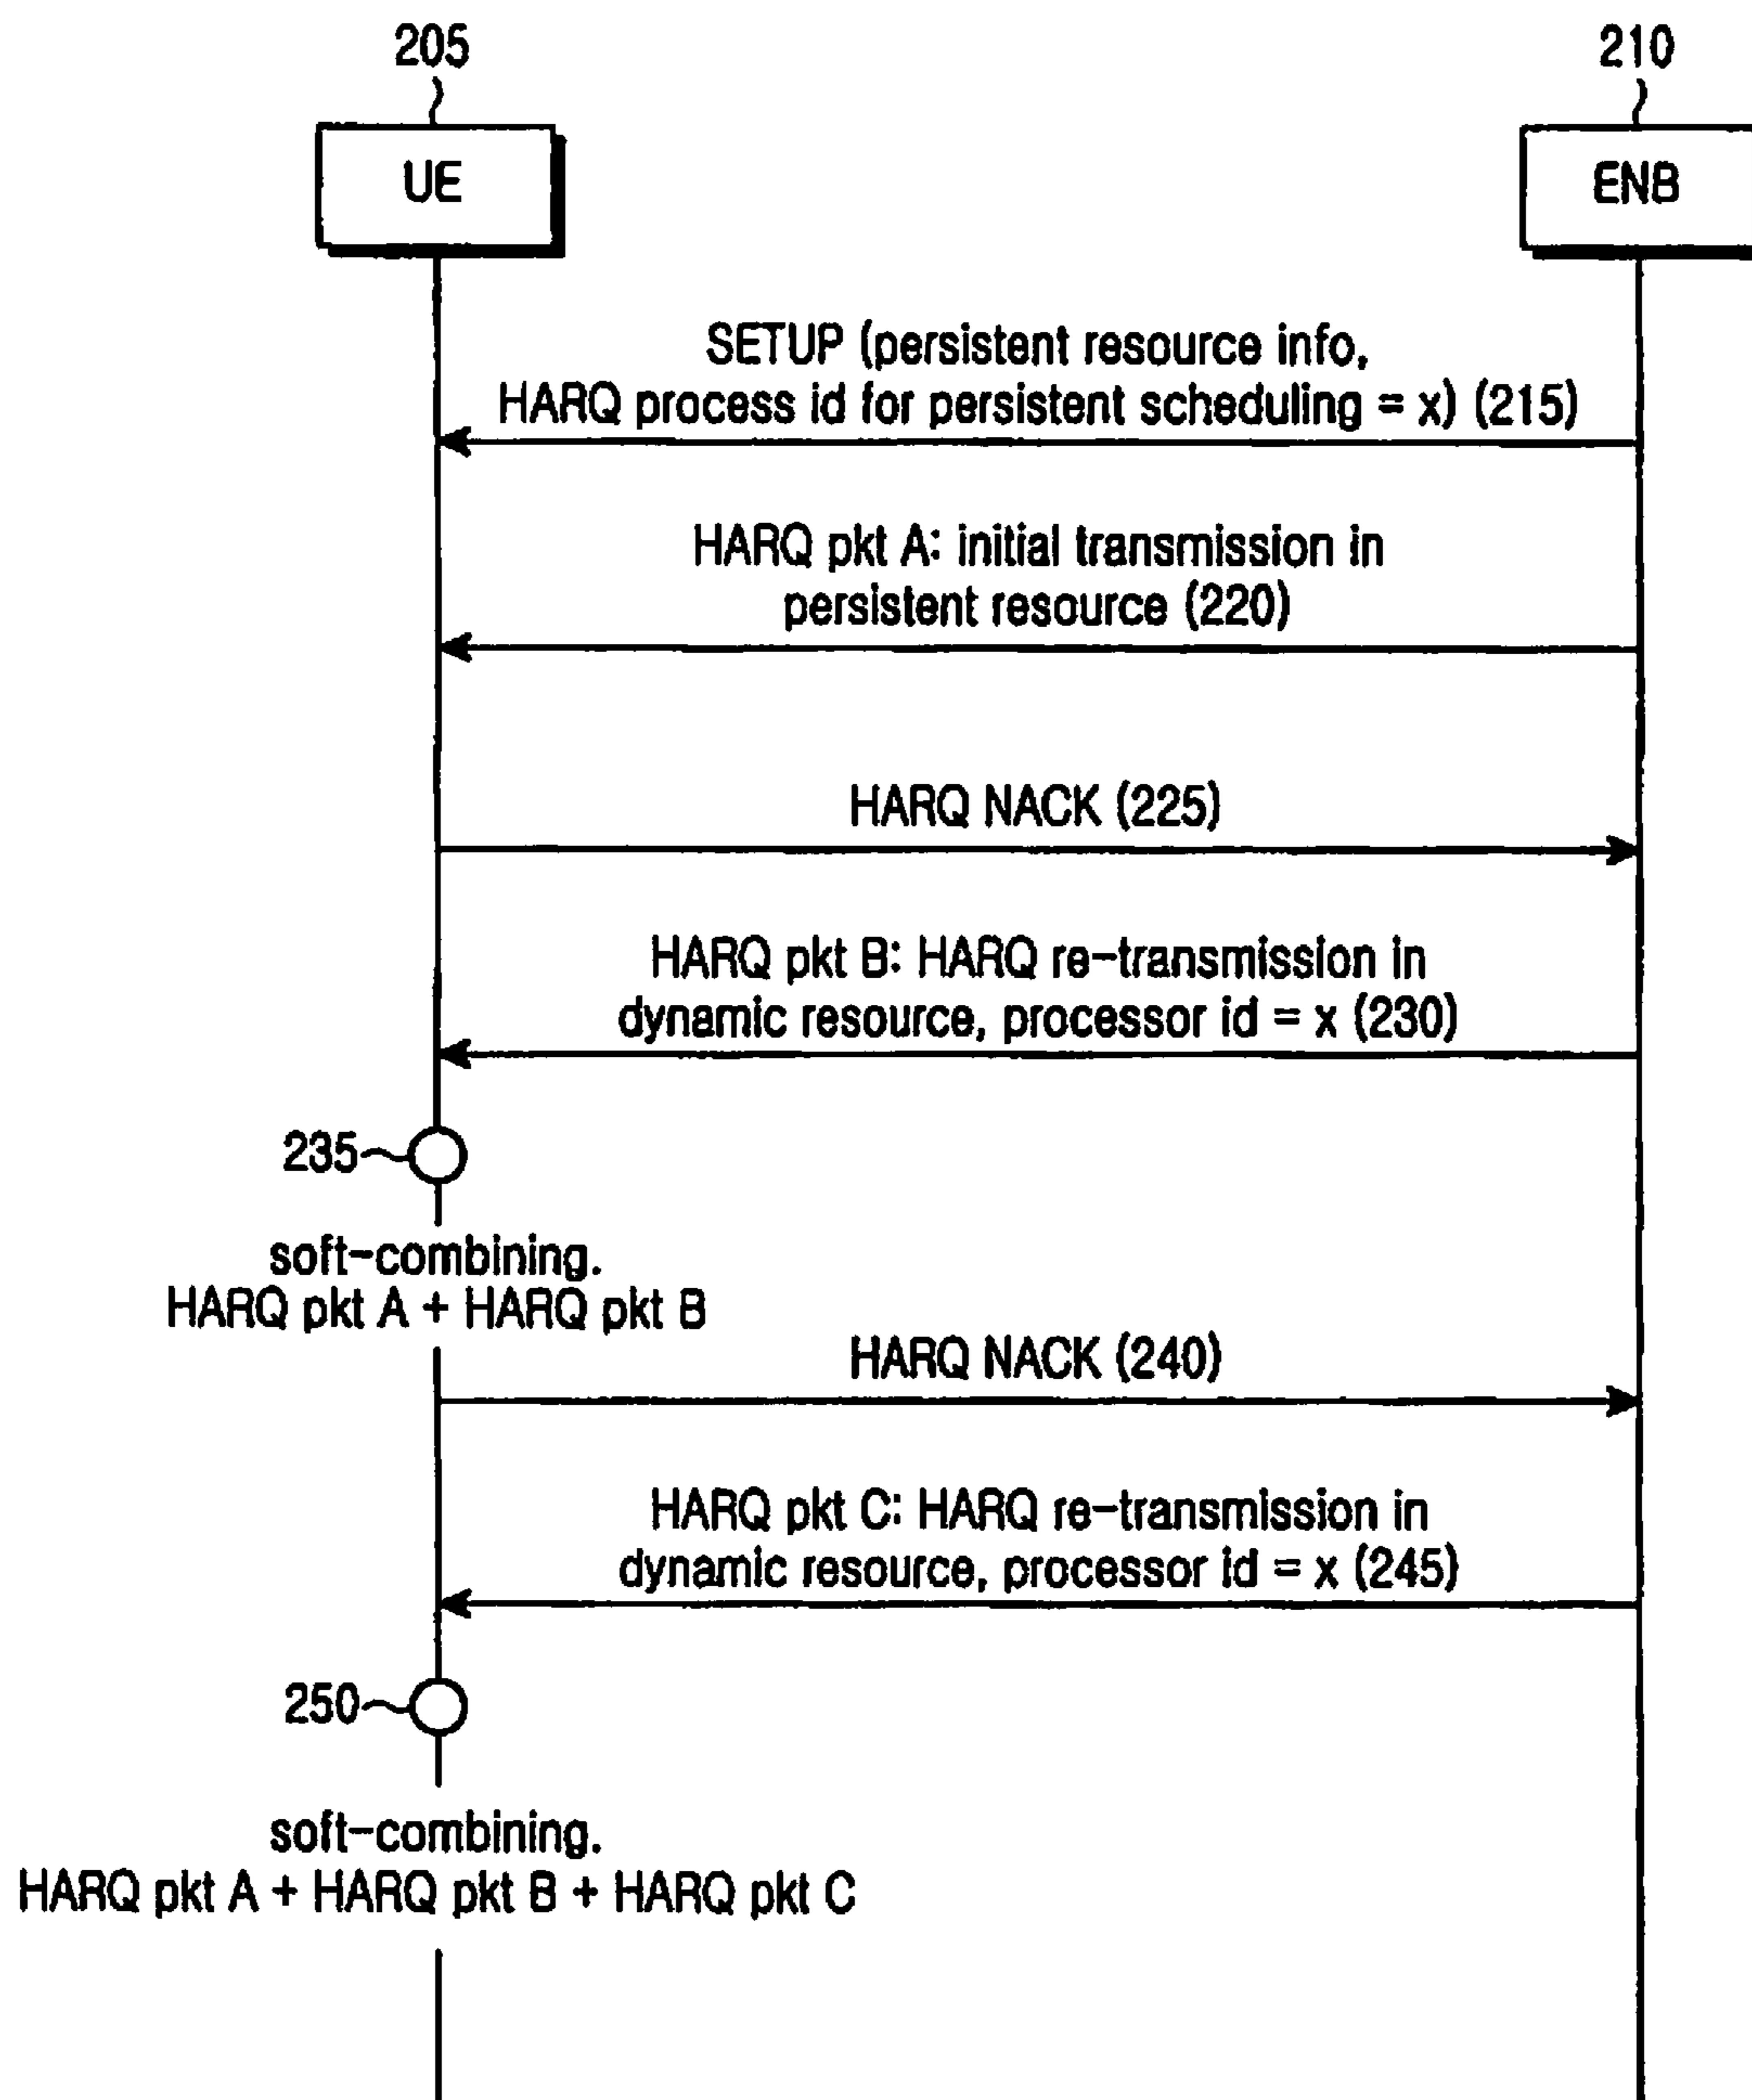 205
210
UE
ENB
SETUP (persistent resource info,
HARQ process id for persistent scheduling = x) (215)
HARQ pkt A: initial transmission in
persistent resource (220)
HARQ NACK (225)
HARQ pkt B: HARQ re-transmission in
dynamic resource, processor id = x (230)
235
soft-combining.
HARQ pkt A + HARQ pkt B
HARQ NACK (240)
HARQ pkt C: HARQ re-transmission in
dynamic resource, processor id = x (245)
250
soft-combining.
HARQ pkt A + HARQ pkt B + HARQ pkt C